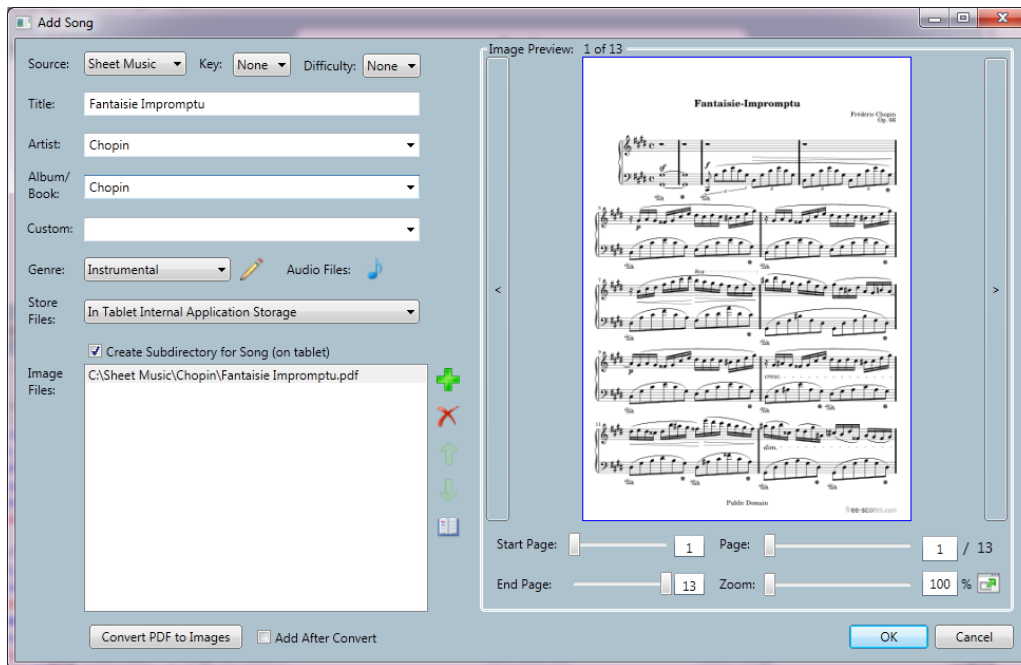 Add Song
Source: Sheet Music Key: None Difficulty: None
Title: Fantaisie Impromptu
Artist: Chopin
Album/
Book: Chopin
Custom:
Genre: Instrumental Audio Files:
Store
Files: In Tablet Internal Application Storage
Create Subdirectory for Song (on tablet)
Image
Files: C:\Sheet Music\Chopin\Fantaisie Impromptu.pdf
Convert PDF to Images Add After Convert
Image Preview: 1 of 13
Fantaisie-Impromptu
Frédéric Chopin
Op. 66
sf
f
p
cresc.
dim.
Public Domain
free-scores.com
<
>
Start Page: 1 Page: 1 / 13
End Page: 13 Zoom: 100 %
OK Cancel